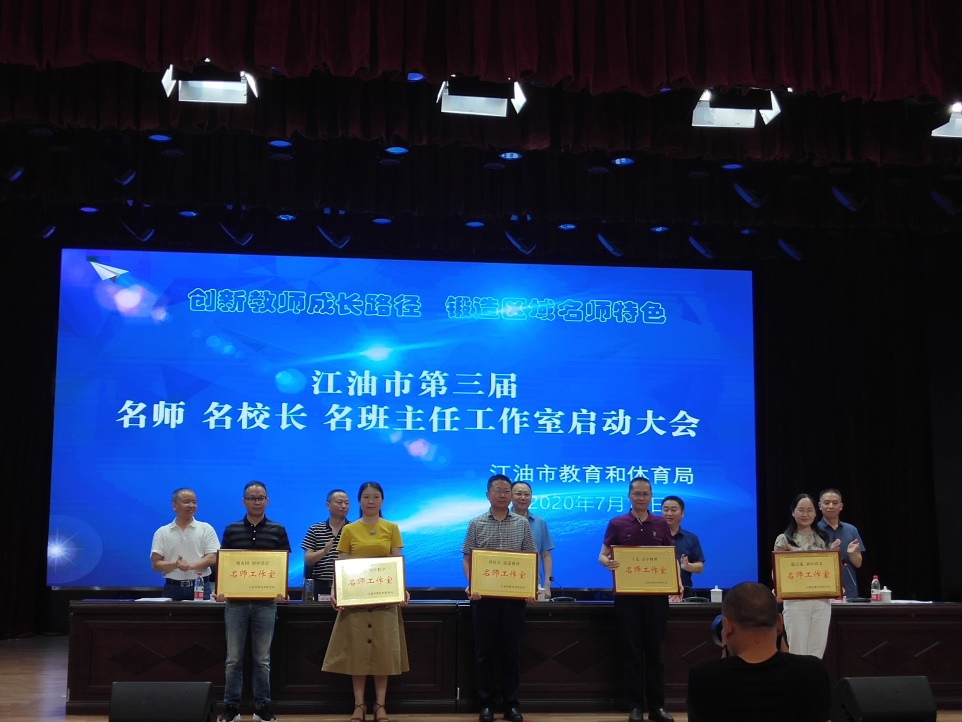 创新教师成长路径 锻造区域名师特色
江油市第三届
名师 名校长 名班主任工作室启动大会
江油市教育和体育局
2020年7月 日
名师工作室
名师工作室
名师工作室
名师工作室
名师工作室